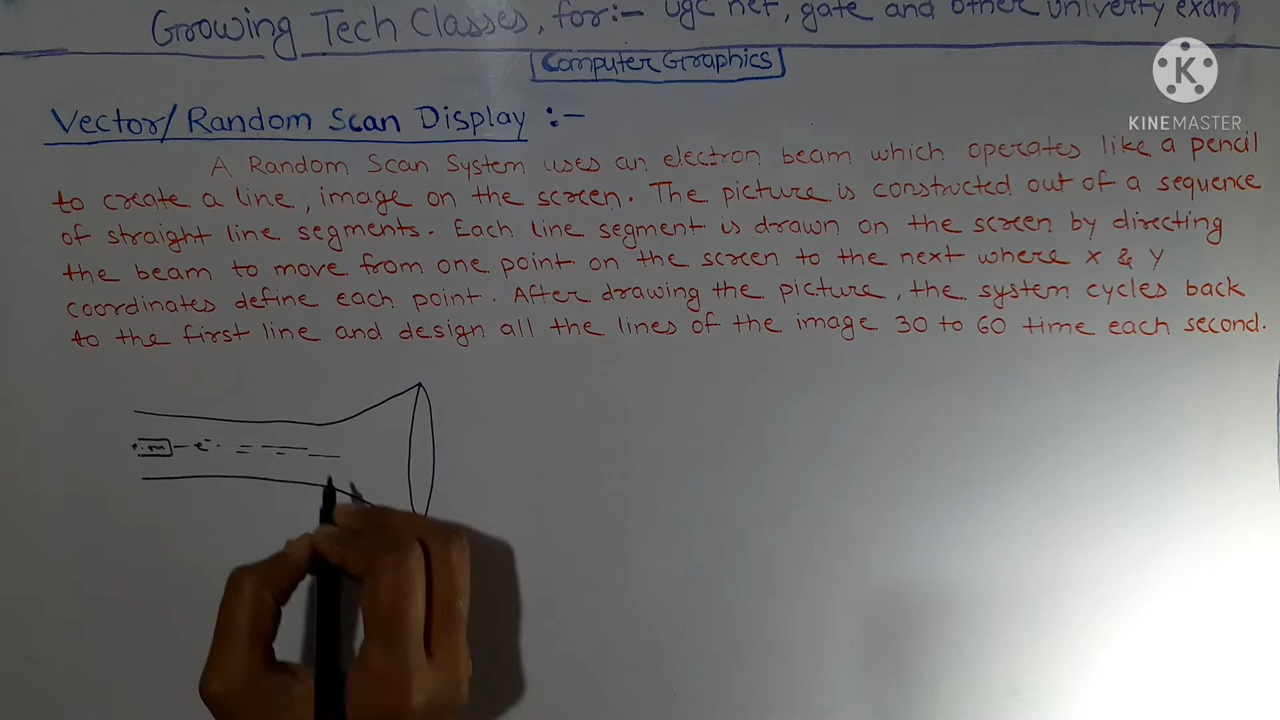 Growing Tech Classes, for:- ugc net, gate and other univerty exam
Computer Graphics
K
KINEMASTER
Vector/Random Scan Display :-
A Random Scan System uses an electron beam which operates like a pencil
to create a line, image on the screen. The picture is constructed out of a sequence
of straight line segments. Each line segment is drawn on the screen by directing
the beam to move from one point on the screen to the next where x & y
coordinates define each point. After drawing the picture, the system cycles back
to the first line and design all the lines of the image 30 to 60 time each second.
e-